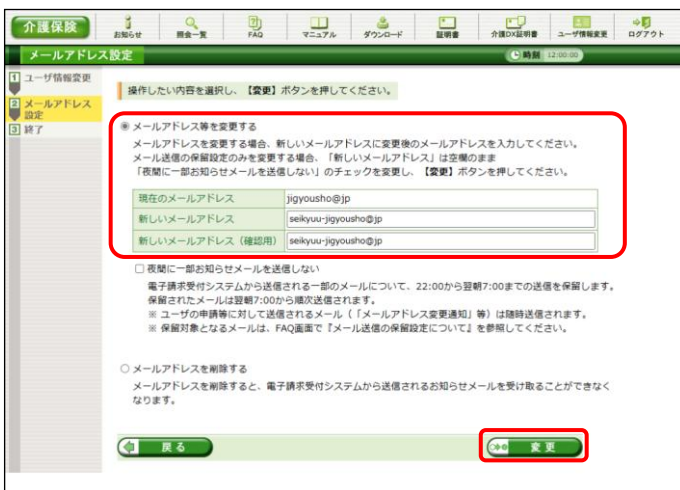 介護保険
お知らせ
照会一覧
FAQ
マニュアル
ダウンロード
証明書
介護DX証明書
ユーザ情報変更
ログアウト
メールアドレス設定
時刻 12:00:00
1 ユーザ情報変更
2 メールアドレス
設定
3 終了
操作したい内容を選択し、【変更】ボタンを押してください。
メールアドレス等を変更する
メールアドレスを変更する場合、新しいメールアドレスに変更後のメールアドレスを入力してください。
メール送信の保留設定のみを変更する場合、「新しいメールアドレス」は空欄のまま
「夜間に一部お知らせメールを送信しない」のチェックを変更し、【変更】ボタンを押してください。
現在のメールアドレス jigyousho@jp
新しいメールアドレス seikyuu-jigyousho@jp
新しいメールアドレス（確認用） seikyuu-jigyousho@jp
夜間に一部お知らせメールを送信しない
電子請求受付システムから送信される一部のメールについて、22:00から翌朝7:00までの送信を保留します。
保留されたメールは翌朝7:00から順次送信されます。
※ ユーザの申請等に対して送信されるメール（「メールアドレス変更通知」等）は随時送信されます。
※ 保留対象となるメールは、FAQ画面で『メール送信の保留設定について』を参照してください。
メールアドレスを削除する
メールアドレスを削除すると、電子請求受付システムから送信されるお知らせメールを受け取ることができなく
なります。
戻る
変更